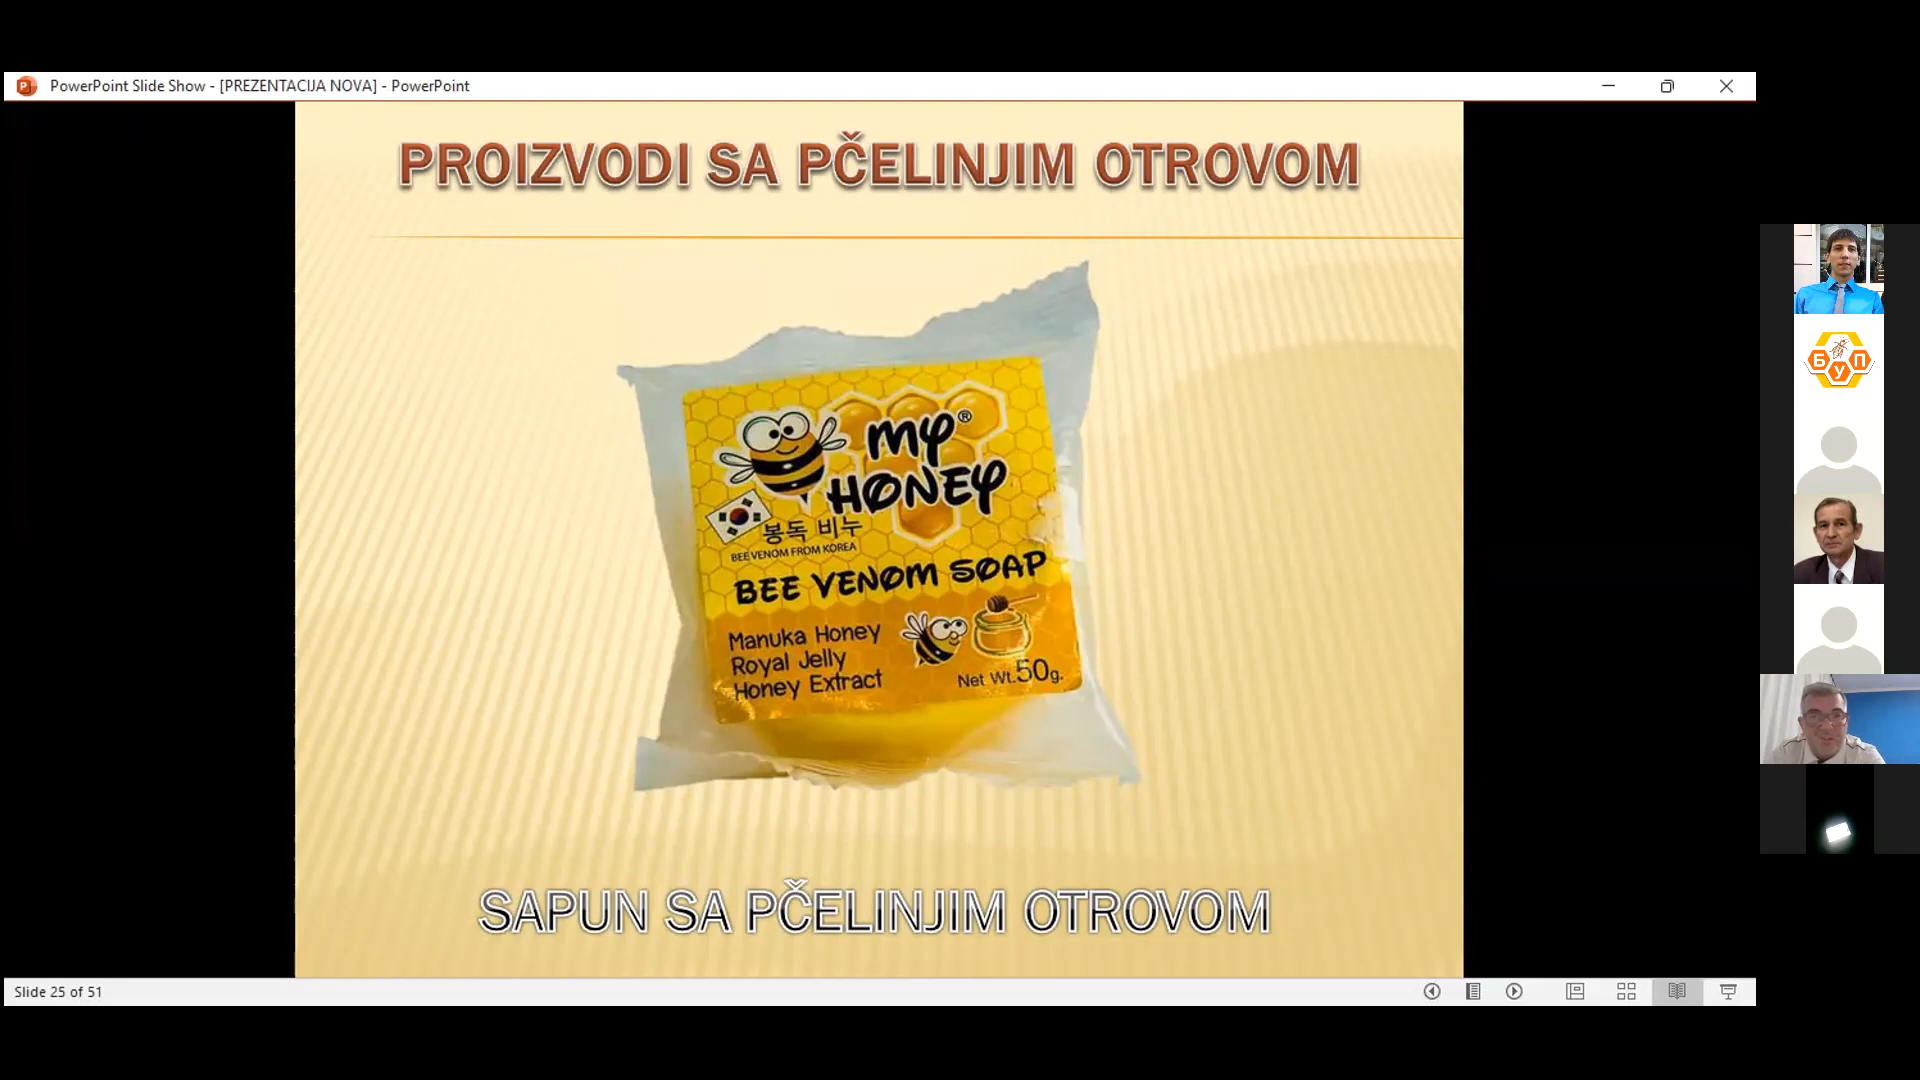 PowerPoint Slide Show - [PREZENTACIJA NOVA] - PowerPoint
PROIZVODI SA PČELINJIM OTROVOM
MY HONEY®
봉독 비누
BEE VENOM FROM KOREA
BEE VENOM SOAP
Manuka Honey
Royal Jelly
Honey Extract
Net Wt.50g.
SAPUN SA PČELINJIM OTROVOM
Slide 25 of 51
БУП